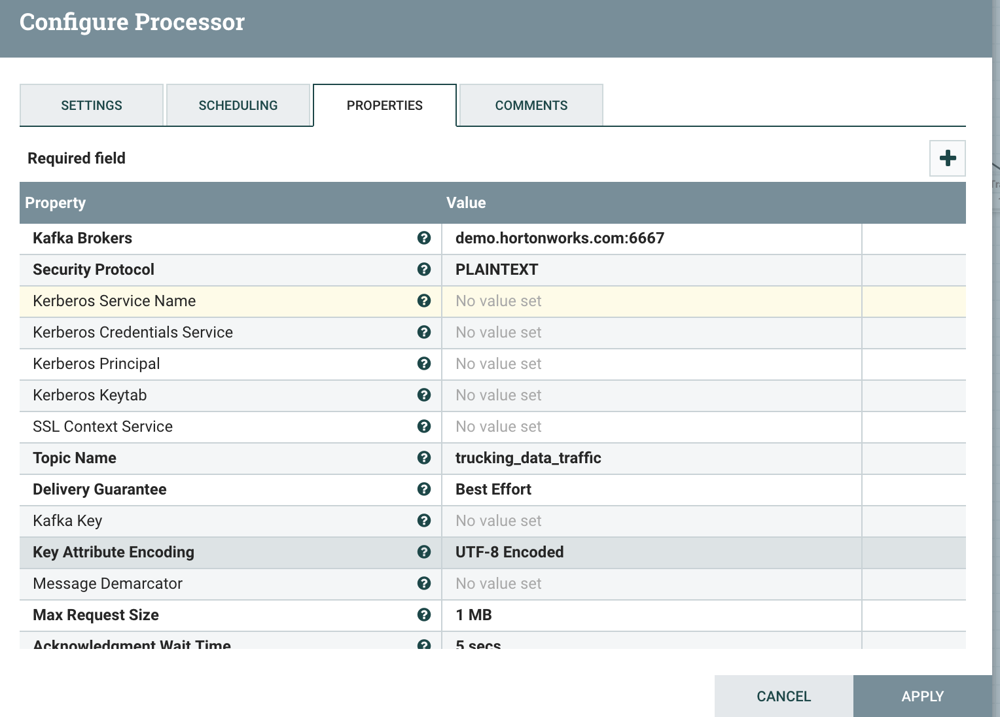 Configure Processor
SETTINGS
SCHEDULING
PROPERTIES
COMMENTS
Required field
Property Value
Kafka Brokers demo.hortonworks.com:6667
Security Protocol PLAINTEXT
Kerberos Service Name No value set
Kerberos Credentials Service No value set
Kerberos Principal No value set
Kerberos Keytab No value set
SSL Context Service No value set
Topic Name trucking_data_traffic
Delivery Guarantee Best Effort
Kafka Key No value set
Key Attribute Encoding UTF-8 Encoded
Message Demarcator No value set
Max Request Size 1 MB
Acknowledgment Wait Time 5 secs
CANCEL
APPLY